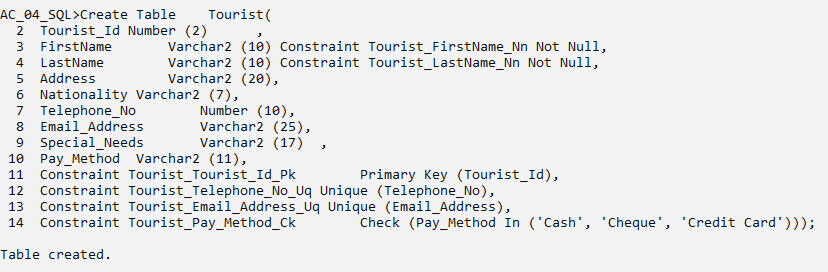 AC_04_SQL>Create Table    Tourist(
  2  Tourist_Id Number (2)      ,
  3  FirstName       Varchar2 (10) Constraint Tourist_FirstName_Nn Not Null,
  4  LastName        Varchar2 (10) Constraint Tourist_LastName_Nn Not Null,
  5  Address         Varchar2 (20),
  6  Nationality Varchar2 (7),
  7  Telephone_No        Number (10),
  8  Email_Address       Varchar2 (25),
  9  Special_Needs       Varchar2 (17)  ,
 10  Pay_Method  Varchar2 (11),
 11  Constraint Tourist_Tourist_Id_Pk        Primary Key (Tourist_Id),
 12  Constraint Tourist_Telephone_No_Uq Unique (Telephone_No),
 13  Constraint Tourist_Email_Address_Uq Unique (Email_Address),
 14  Constraint Tourist_Pay_Method_Ck        Check (Pay_Method In ('Cash', 'Cheque', 'Credit Card')));
Table created.